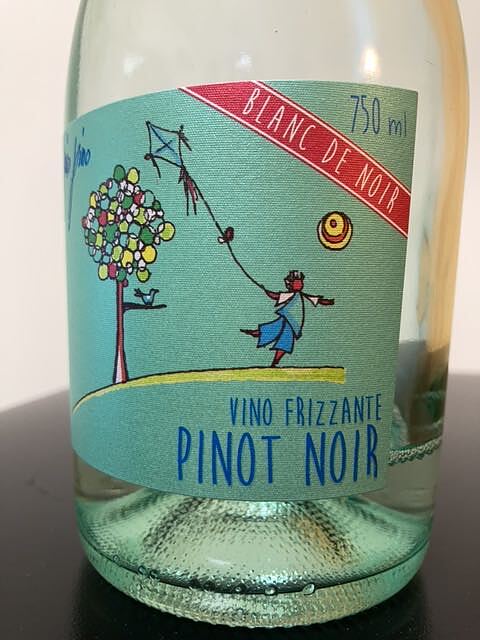 750 ml
BLANC DE NOIR
VINO FRIZZANTE
PINOT NOIR